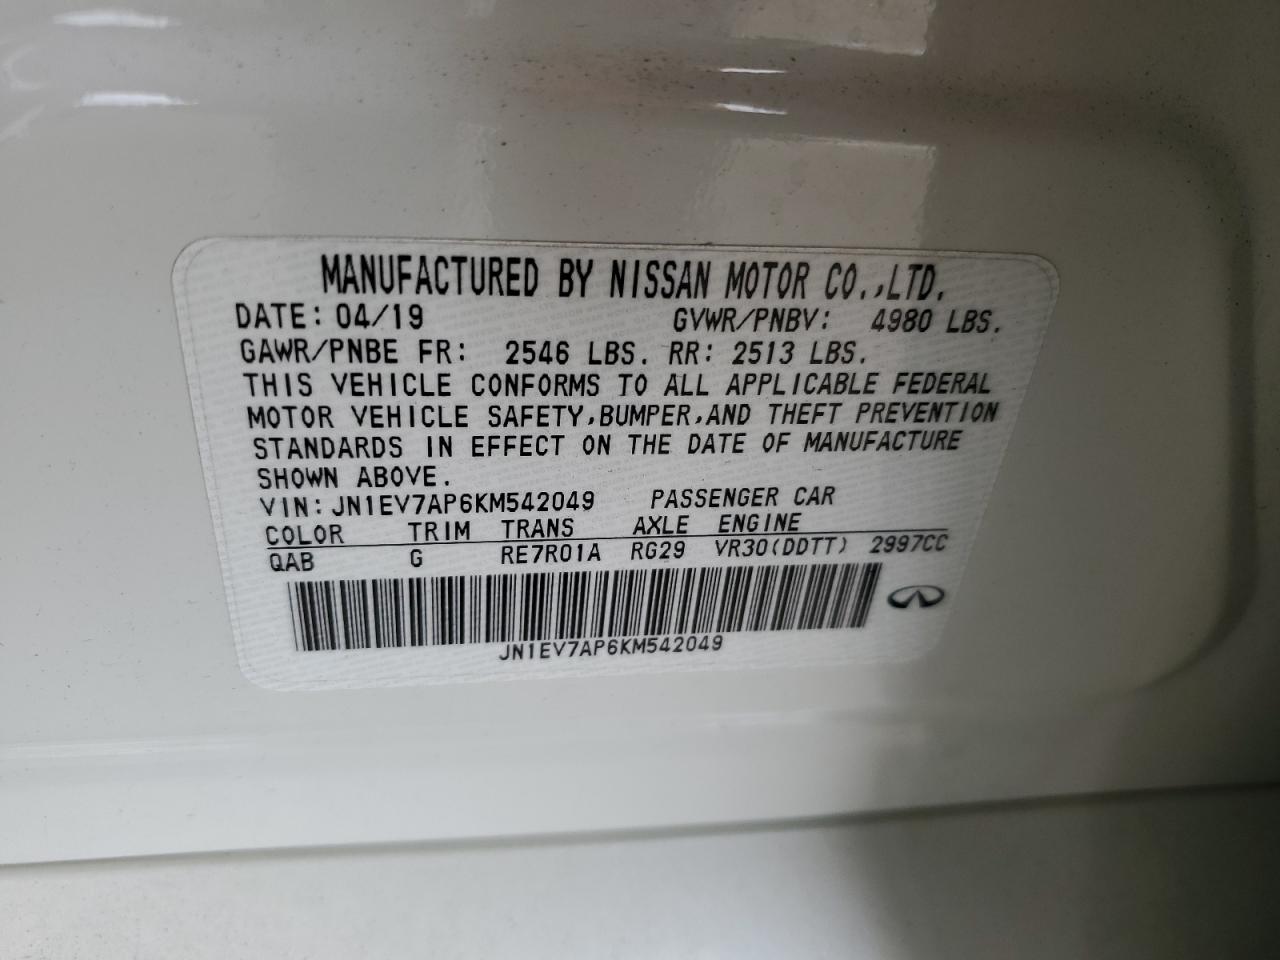 MANUFACTURED BY NISSAN MOTOR CO.,LTD.
DATE: 04/19 GVWR/PNBV: 4980 LBS.
GAWR/PNBE FR: 2546 LBS. RR: 2513 LBS.
THIS VEHICLE CONFORMS TO ALL APPLICABLE FEDERAL
MOTOR VEHICLE SAFETY,BUMPER,AND THEFT PREVENTION
STANDARDS IN EFFECT ON THE DATE OF MANUFACTURE
SHOWN ABOVE.
VIN:JN1EV7AP6KM542049 PASSENGER CAR
COLOR TRIM TRANS AXLE ENGINE
QAB G RE7R01A RG29 VR30(DDTT) 2997CC
JN1EV7AP6KM542049